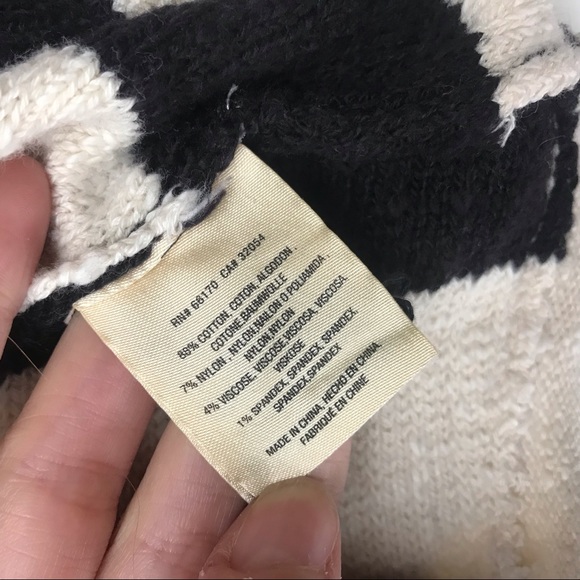 RN# 66170 CA# 32054
88% COTTON, COTON, ALGODON,
COTONE, BAUMWOLLE
7% NYLON, NYLON, NAILON O POLIAMIDA,
NYLON, NYLON
4% VISCOSE, VISCOSE, VISCOSA, VISCOSA,
VISKOSE
1% SPANDEX, SPANDEX, SPANDEX,
SPANDEX, SPANDEX
MADE IN CHINA, HECHO EN CHINA,
FABRIQUÉ EN CHINE